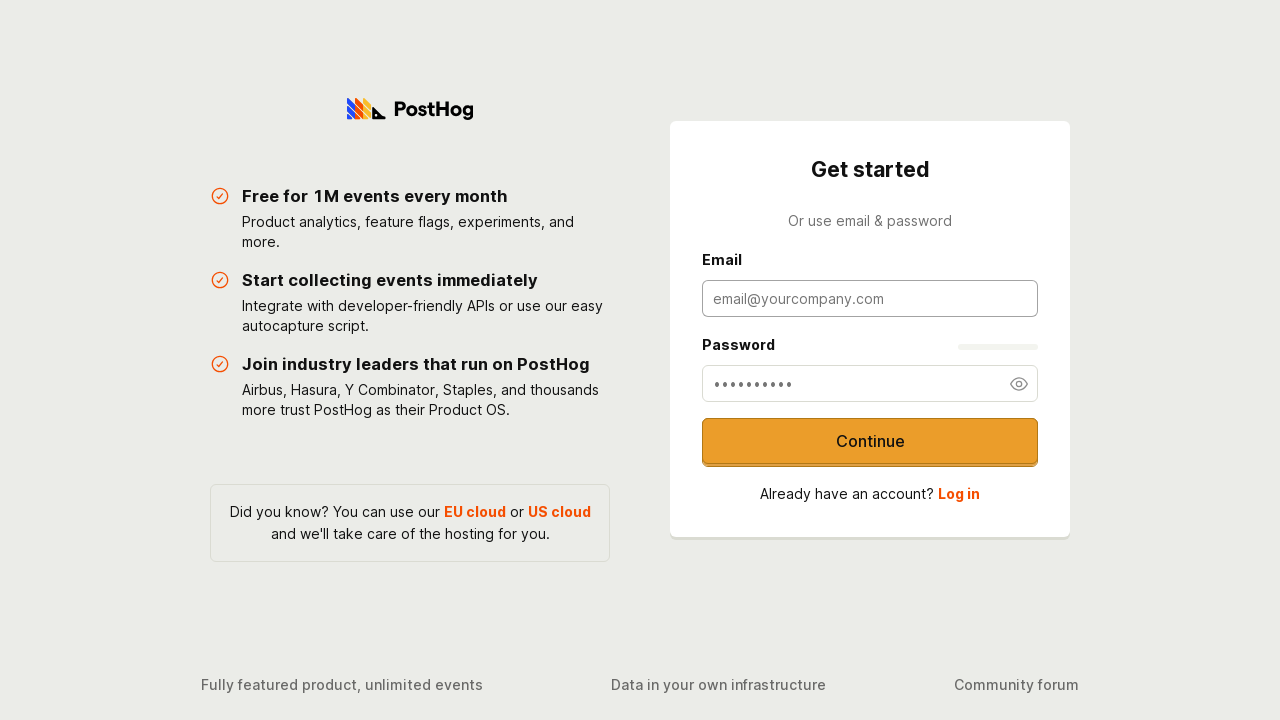 PostHog
Free for 1M events every month
Product analytics, feature flags, experiments, and
more.
Start collecting events immediately
Integrate with developer-friendly APIs or use our easy
autocapture script.
Join industry leaders that run on PostHog
Airbus, Hasura, Y Combinator, Staples, and thousands
more trust PostHog as their Product OS.
Did you know? You can use our EU cloud or US cloud
and we'll take care of the hosting for you.
Get started
Or use email & password
Email
email@yourcompany.com
Password
••••••••••
Continue
Already have an account? Log in
Fully featured product, unlimited events
Data in your own infrastructure
Community forum